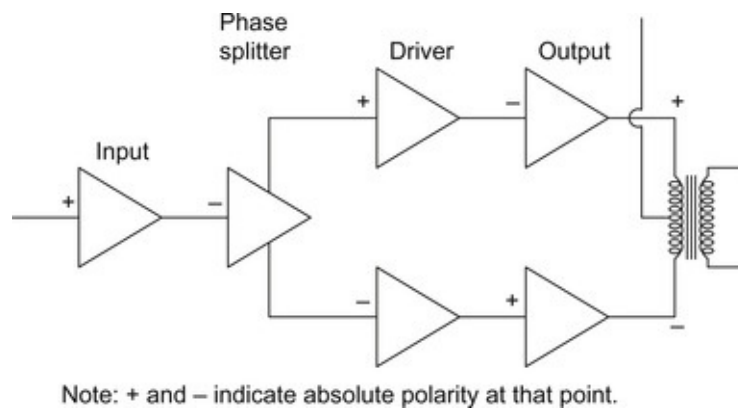 Phase
splitter
Driver
Output
+
–
+
Input
+
–
–
+
–
Note: + and – indicate absolute polarity at that point.